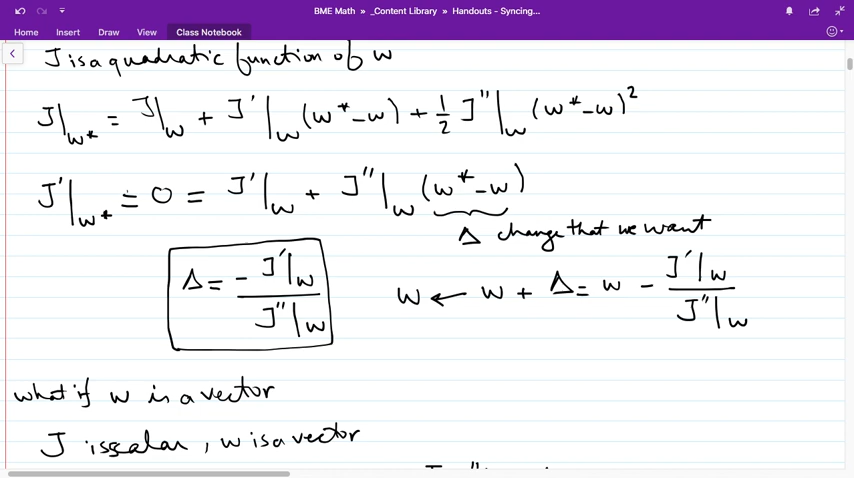 BME Math » _Content Library » Handouts - Syncing...
Home Insert Draw View Class Notebook
J is a quadratic function of w
J|w* = J|w + J'|w (w* - w) + 1/2 J''|w (w* - w)²
J'|w* = 0 = J'|w + J''|w (w* - w)
Δ change that we want
Δ = - J'|w / J''|w
w ← w + Δ = w - J'|w / J''|w
what if w is a vector
J is scalar, w is a vector